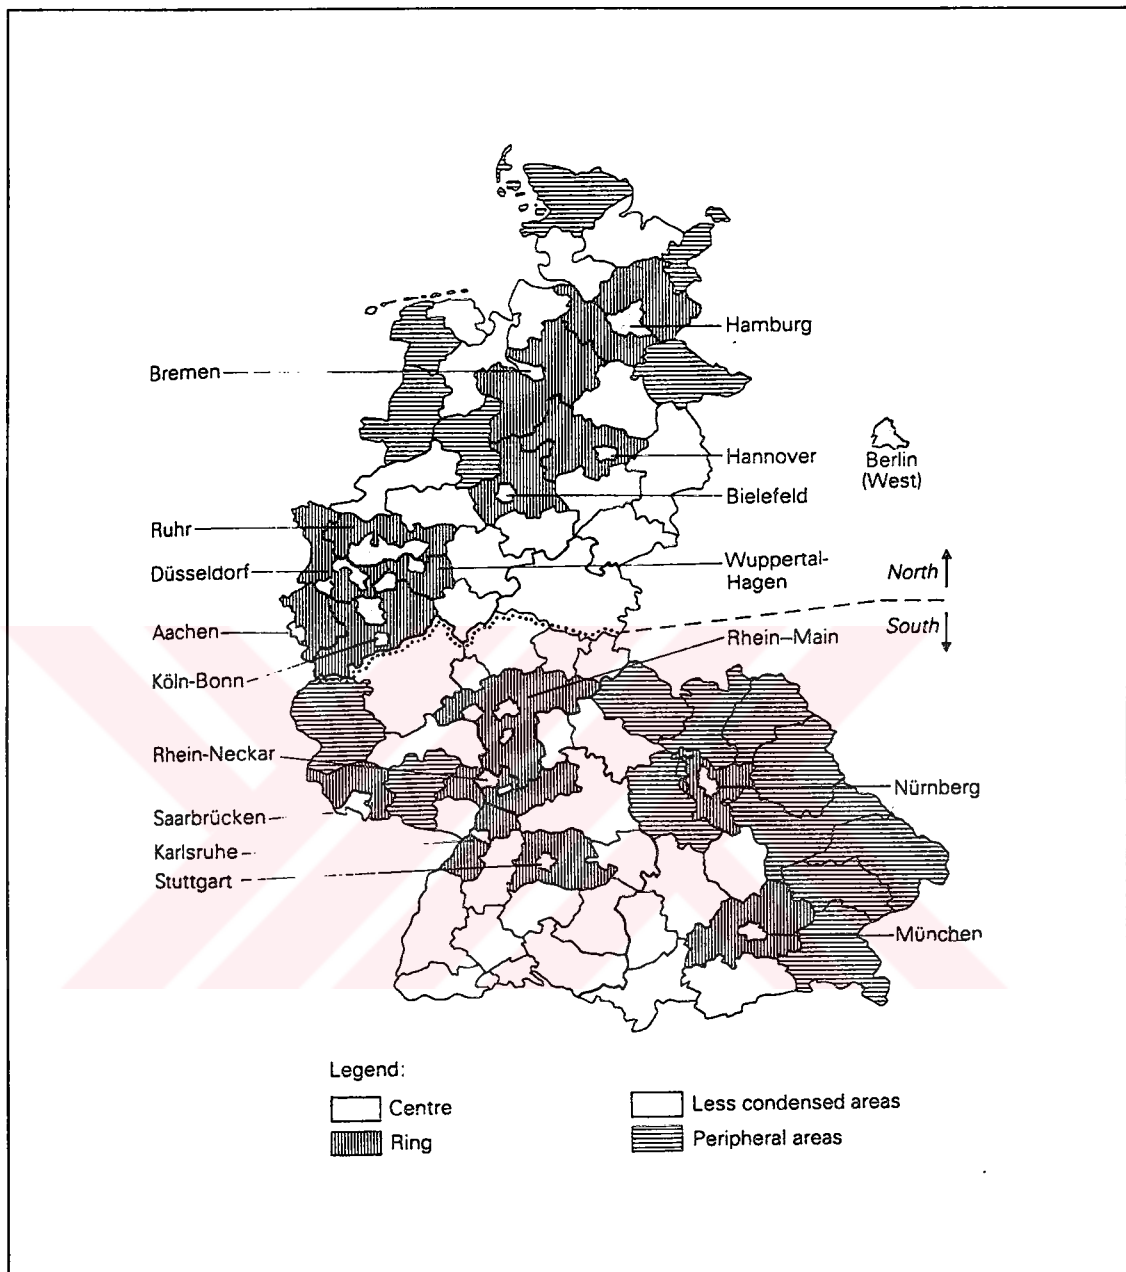 Hamburg
Bremen
Hannover
Berlin
(West)
Bielefeld
Ruhr
Düsseldorf
Wuppertal-
Hagen
North
Aachen
South
Rhein–Main
Köln-Bonn
Rhein-Neckar
Nürnberg
Saarbrücken
Karlsruhe
Stuttgart
München
Legend:
Centre
Less condensed areas
Ring
Peripheral areas